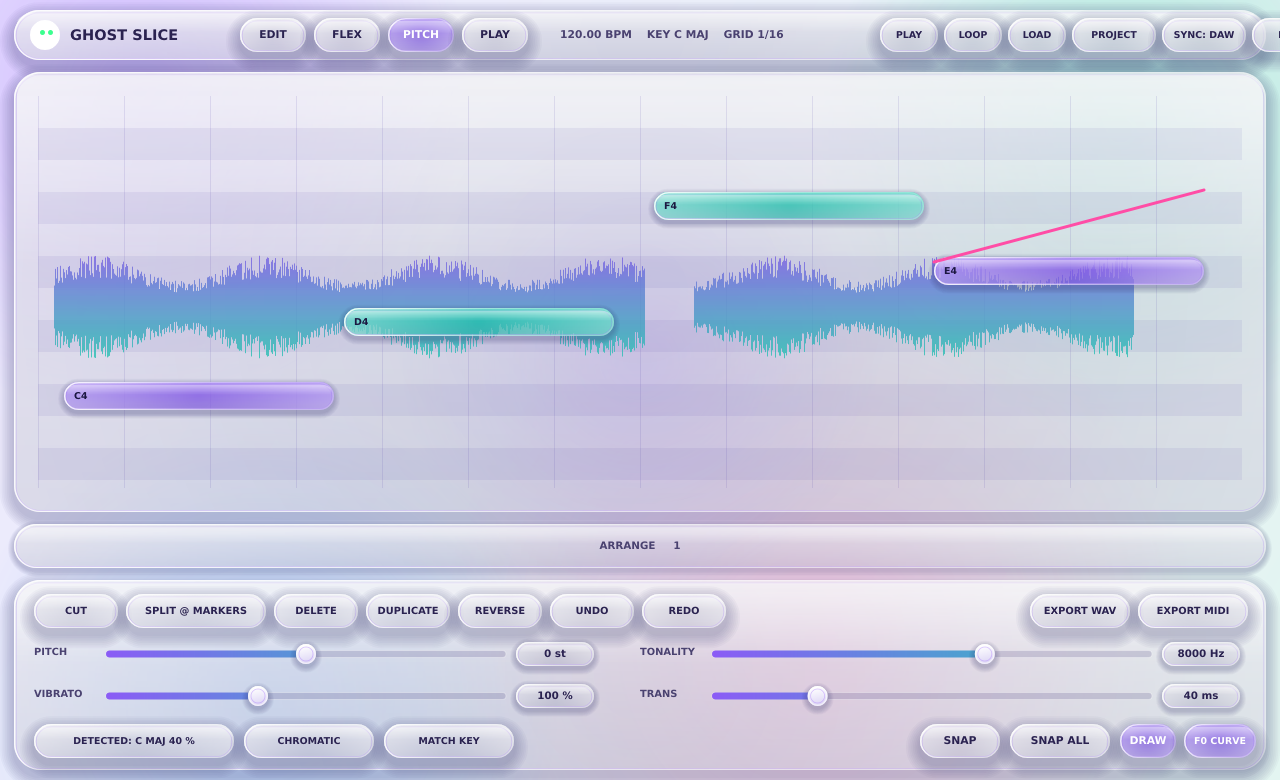 GHOST SLICE EDIT FLEX PITCH PLAY 120.00 BPM KEY C MAJ GRID 1/16 PLAY LOOP LOAD PROJECT SYNC: DAW
F4
E4
D4
C4
ARRANGE 1
CUT SPLIT @ MARKERS DELETE DUPLICATE REVERSE UNDO REDO EXPORT WAV EXPORT MIDI
PITCH 0 st TONALITY 8000 Hz
VIBRATO 100 % TRANS 40 ms
DETECTED: C MAJ 40 % CHROMATIC MATCH KEY SNAP SNAP ALL DRAW F0 CURVE